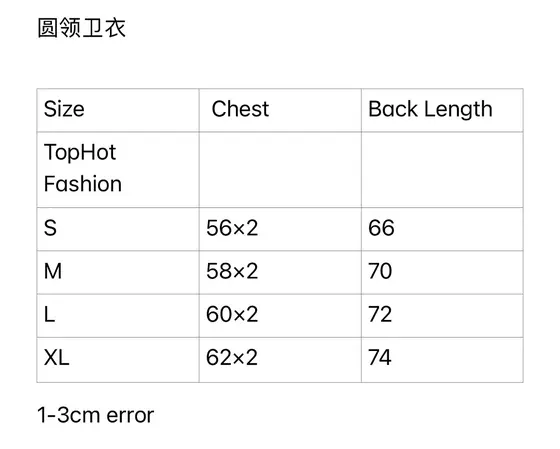 圆领卫衣
Size Chest Back Length
TopHot
Fashion
S 56×2 66
M 58×2 70
L 60×2 72
XL 62×2 74
1-3cm error